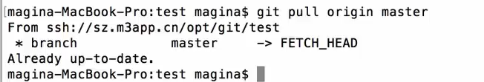 magina-MacBook-Pro:test magina$ git pull origin master
From ssh://sz.m3app.cn/opt/git/test
 * branch            master     -> FETCH_HEAD
Already up-to-date.
magina-MacBook-Pro:test magina$